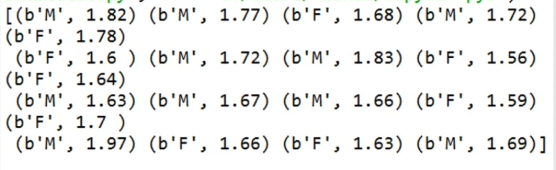 [(b'M', 1.82) (b'M', 1.77) (b'F', 1.68) (b'M', 1.72)
(b'F', 1.78)
 (b'F', 1.6 ) (b'M', 1.72) (b'M', 1.83) (b'F', 1.56)
(b'F', 1.64)
 (b'M', 1.63) (b'M', 1.67) (b'M', 1.66) (b'F', 1.59)
(b'F', 1.7 )
 (b'M', 1.97) (b'F', 1.66) (b'F', 1.63) (b'M', 1.69)]